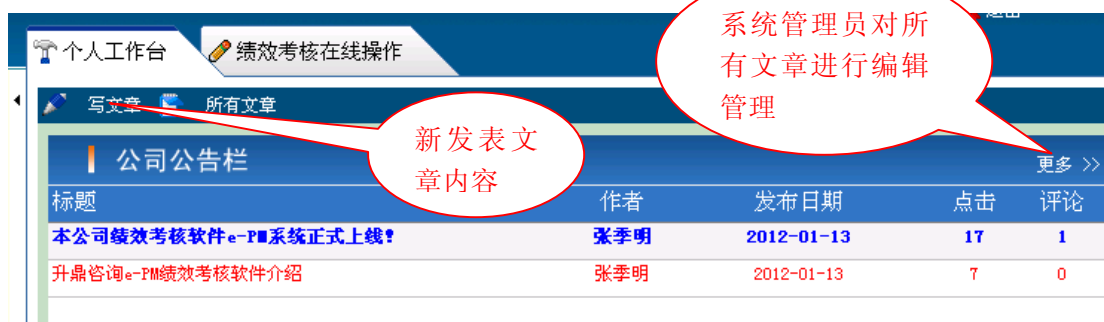 系统管理员对所
有文章进行编辑
管理
个人工作台 绩效考核在线操作
写文章 所有文章
新发表文
章内容
公司公告栏 更多 >>
标题 作者 发布日期 点击 评论
本公司绩效考核软件e-PM系统正式上线! 张季明 2012-01-13 17 1
升鼎咨询e-PM绩效考核软件介绍 张季明 2012-01-13 7 0